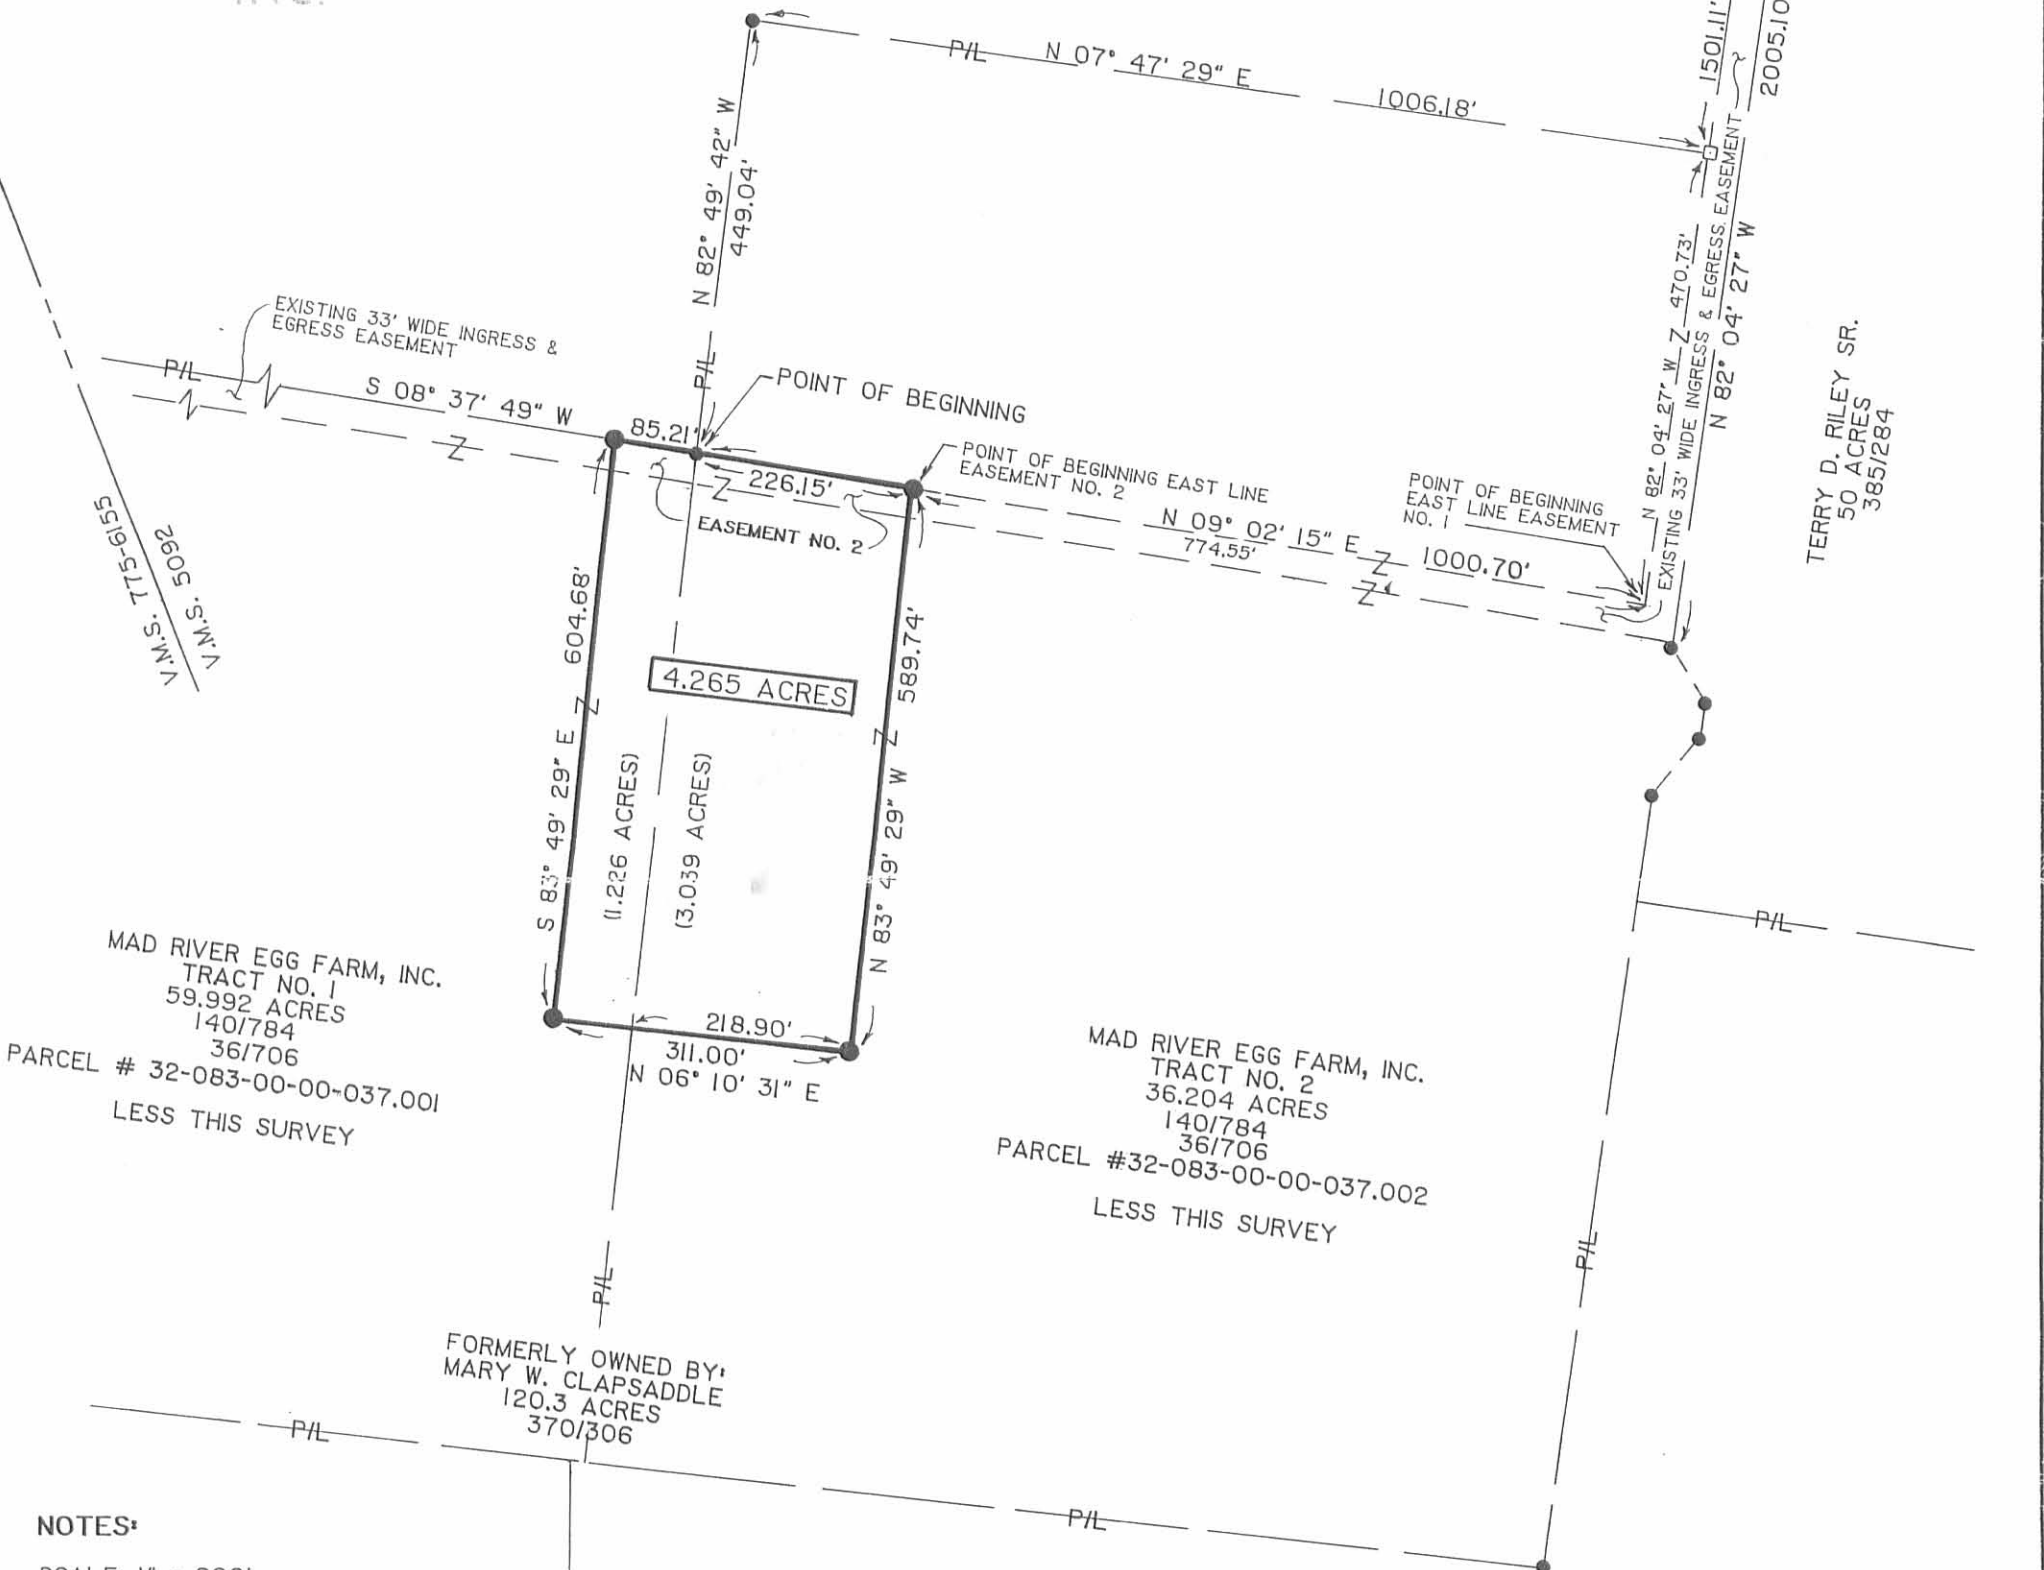 1501.11'
2005.10
P/L
N 07° 47' 29" E
1006.18'
N 82° 49' 42" W
449.04'
P/L
EXISTING 33' WIDE INGRESS &
EGRESS EASEMENT
P/L
S 08° 37' 49" W
85.21'
POINT OF BEGINNING
226.15'
EASEMENT NO. 2
POINT OF BEGINNING EAST LINE
EASEMENT NO. 2
N 09° 02' 15" E
774.55'
1000.70'
POINT OF BEGINNING
EAST LINE EASEMENT
NO. 1
N 82° 04' 27" W
470.73'
EXISTING 33' WIDE INGRESS & EGRESS EASEMENT
N 82° 04' 27" W
TERRY D. RILEY SR.
50 ACRES
385/284
V.M.S. 775-6155
V.M.S. 5092
604.68'
S 83° 49' 29" E
4.265 ACRES
589.74'
N 83° 49' 29" W
(1.226 ACRES)
(3.039 ACRES)
218.90'
311.00'
N 06° 10' 31" E
P/L
MAD RIVER EGG FARM, INC.
TRACT NO. 1
59.992 ACRES
140/784
36/706
PARCEL # 32-083-00-00-037.001
LESS THIS SURVEY
MAD RIVER EGG FARM, INC.
TRACT NO. 2
36.204 ACRES
140/784
36/706
PARCEL #32-083-00-00-037.002
LESS THIS SURVEY
P/L
P/L
FORMERLY OWNED BY:
MARY W. CLAPSADDLE
120.3 ACRES
370/306
P/L
P/L
NOTES: